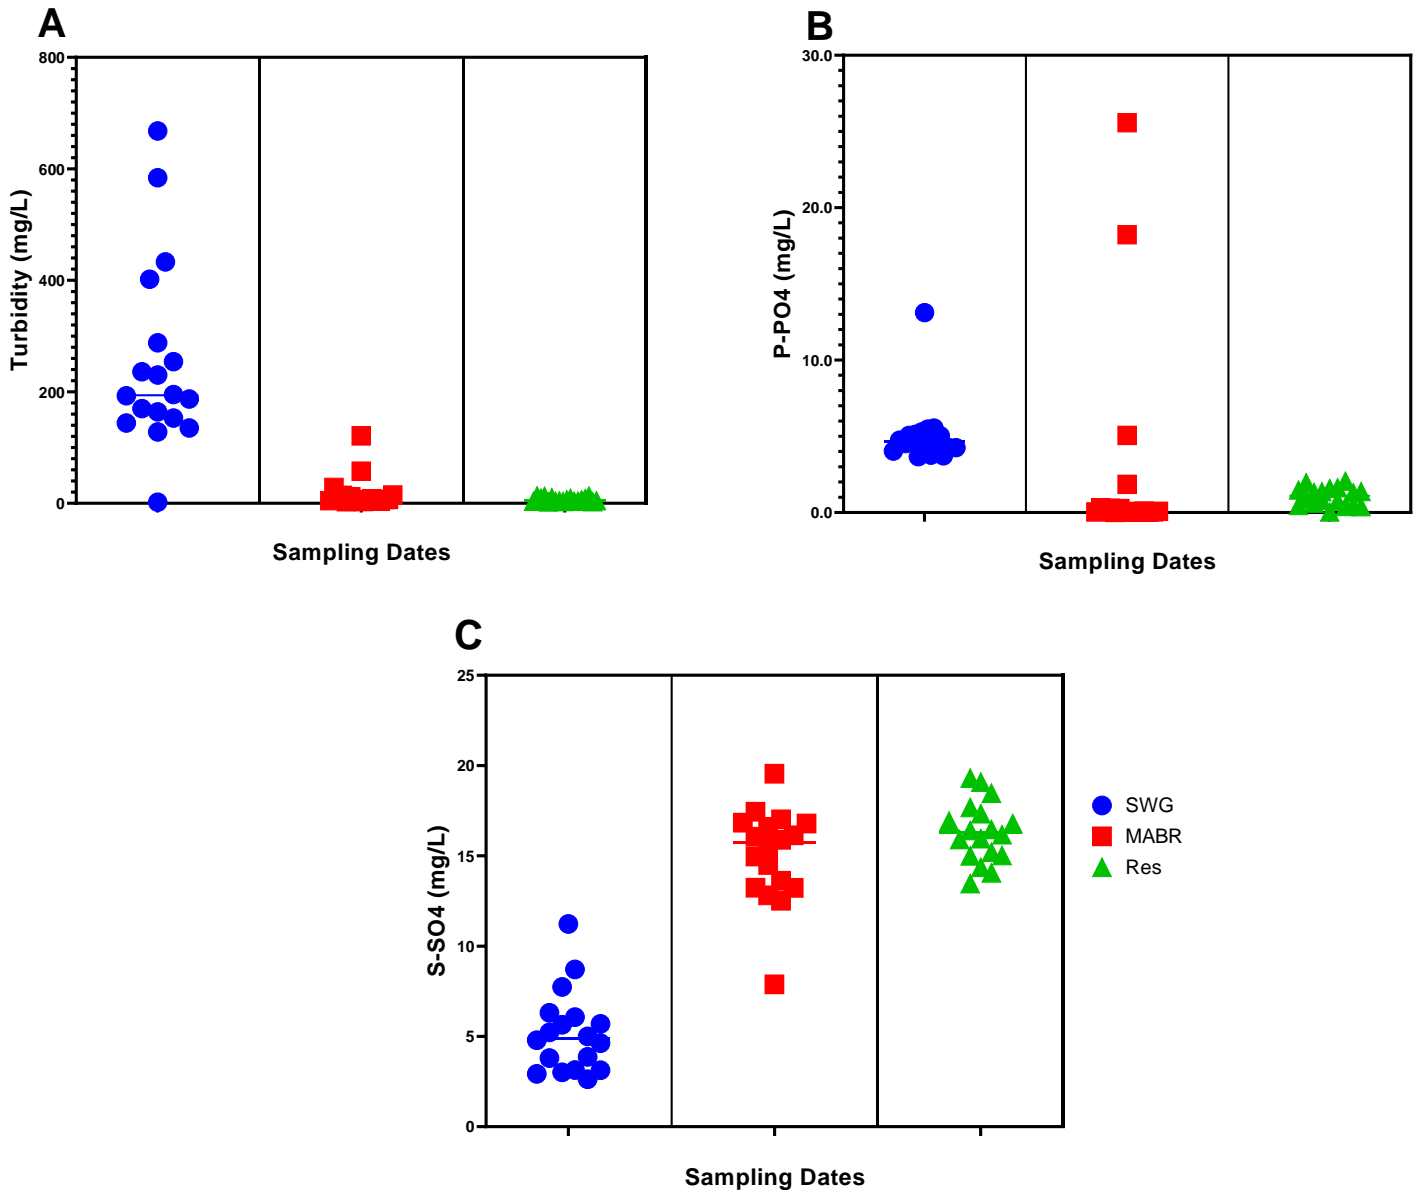 A
Turbidity (mg/L)
800
600
400
200
0
Sampling Dates
B
P-PO4 (mg/L)
30.0
20.0
10.0
0.0
Sampling Dates
C
S-SO4 (mg/L)
25
20
15
10
5
0
Sampling Dates
SWG
MABR
Res